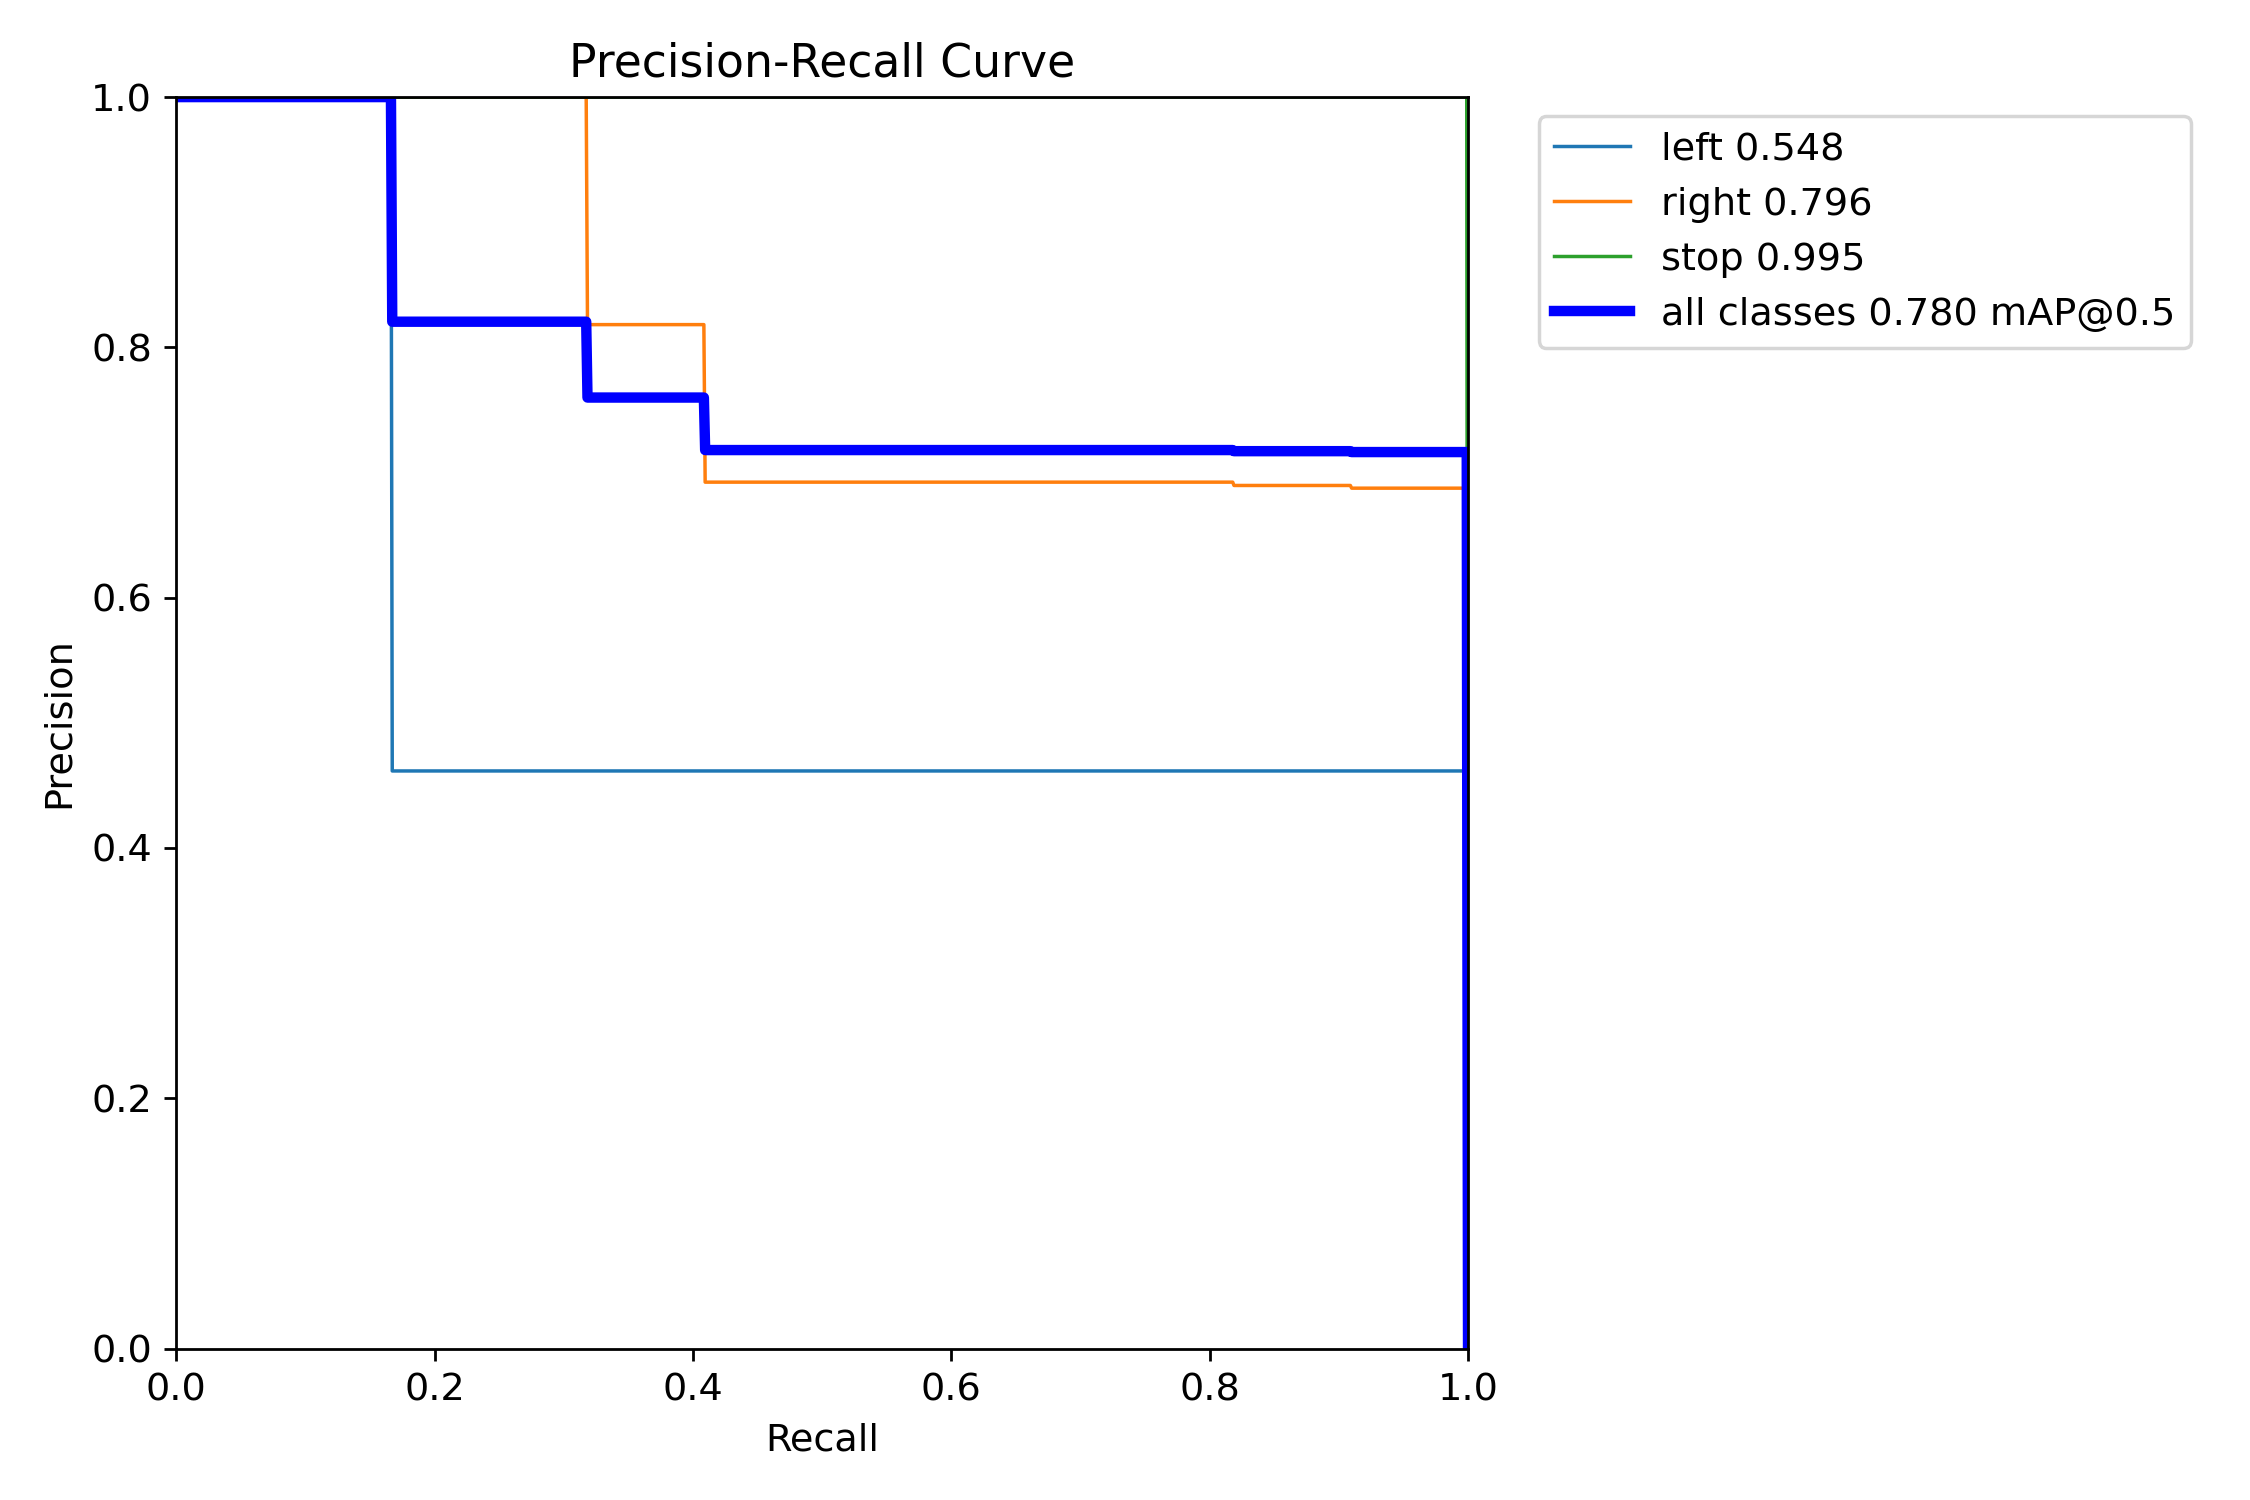 Precision-Recall Curve
1.0
0.8
0.6
0.4
0.2
0.0
Precision
0.0 0.2 0.4 0.6 0.8 1.0
Recall
left 0.548
right 0.796
stop 0.995
all classes 0.780 mAP@0.5